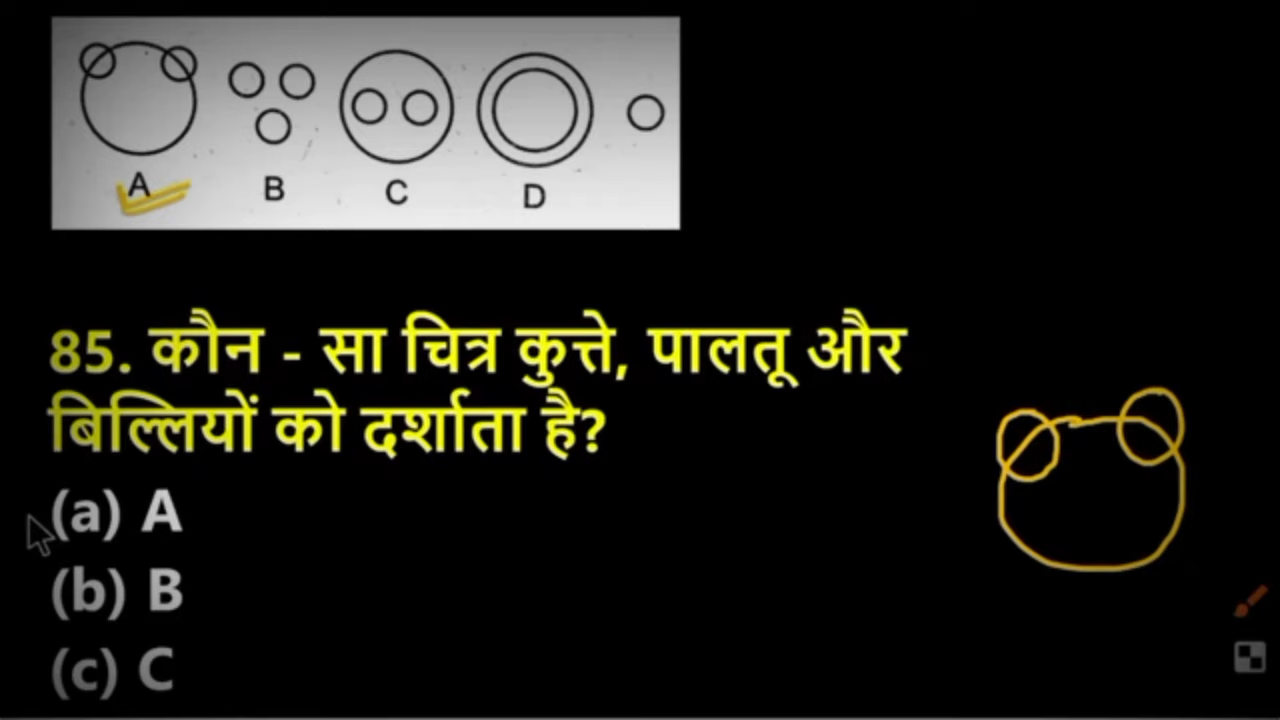 A B C D
85. कौन - सा चित्र कुत्ते, पालतू और
बिल्लियों को दर्शाता है?
(a) A
(b) B
(c) C